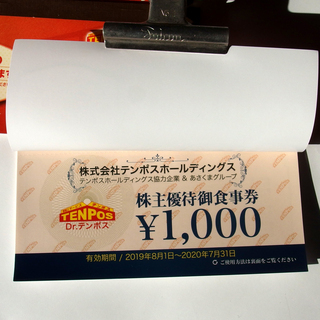 株式会社テンポスホールディングス
テンポスホールディングス協力企業 & あさくまグループ
TENPOS
Dr.テンポス
株主優待御食事券
¥1,000
有効期間 / 2019年8月1日〜2020年7月31日
ご使用方法は裏面をご覧ください